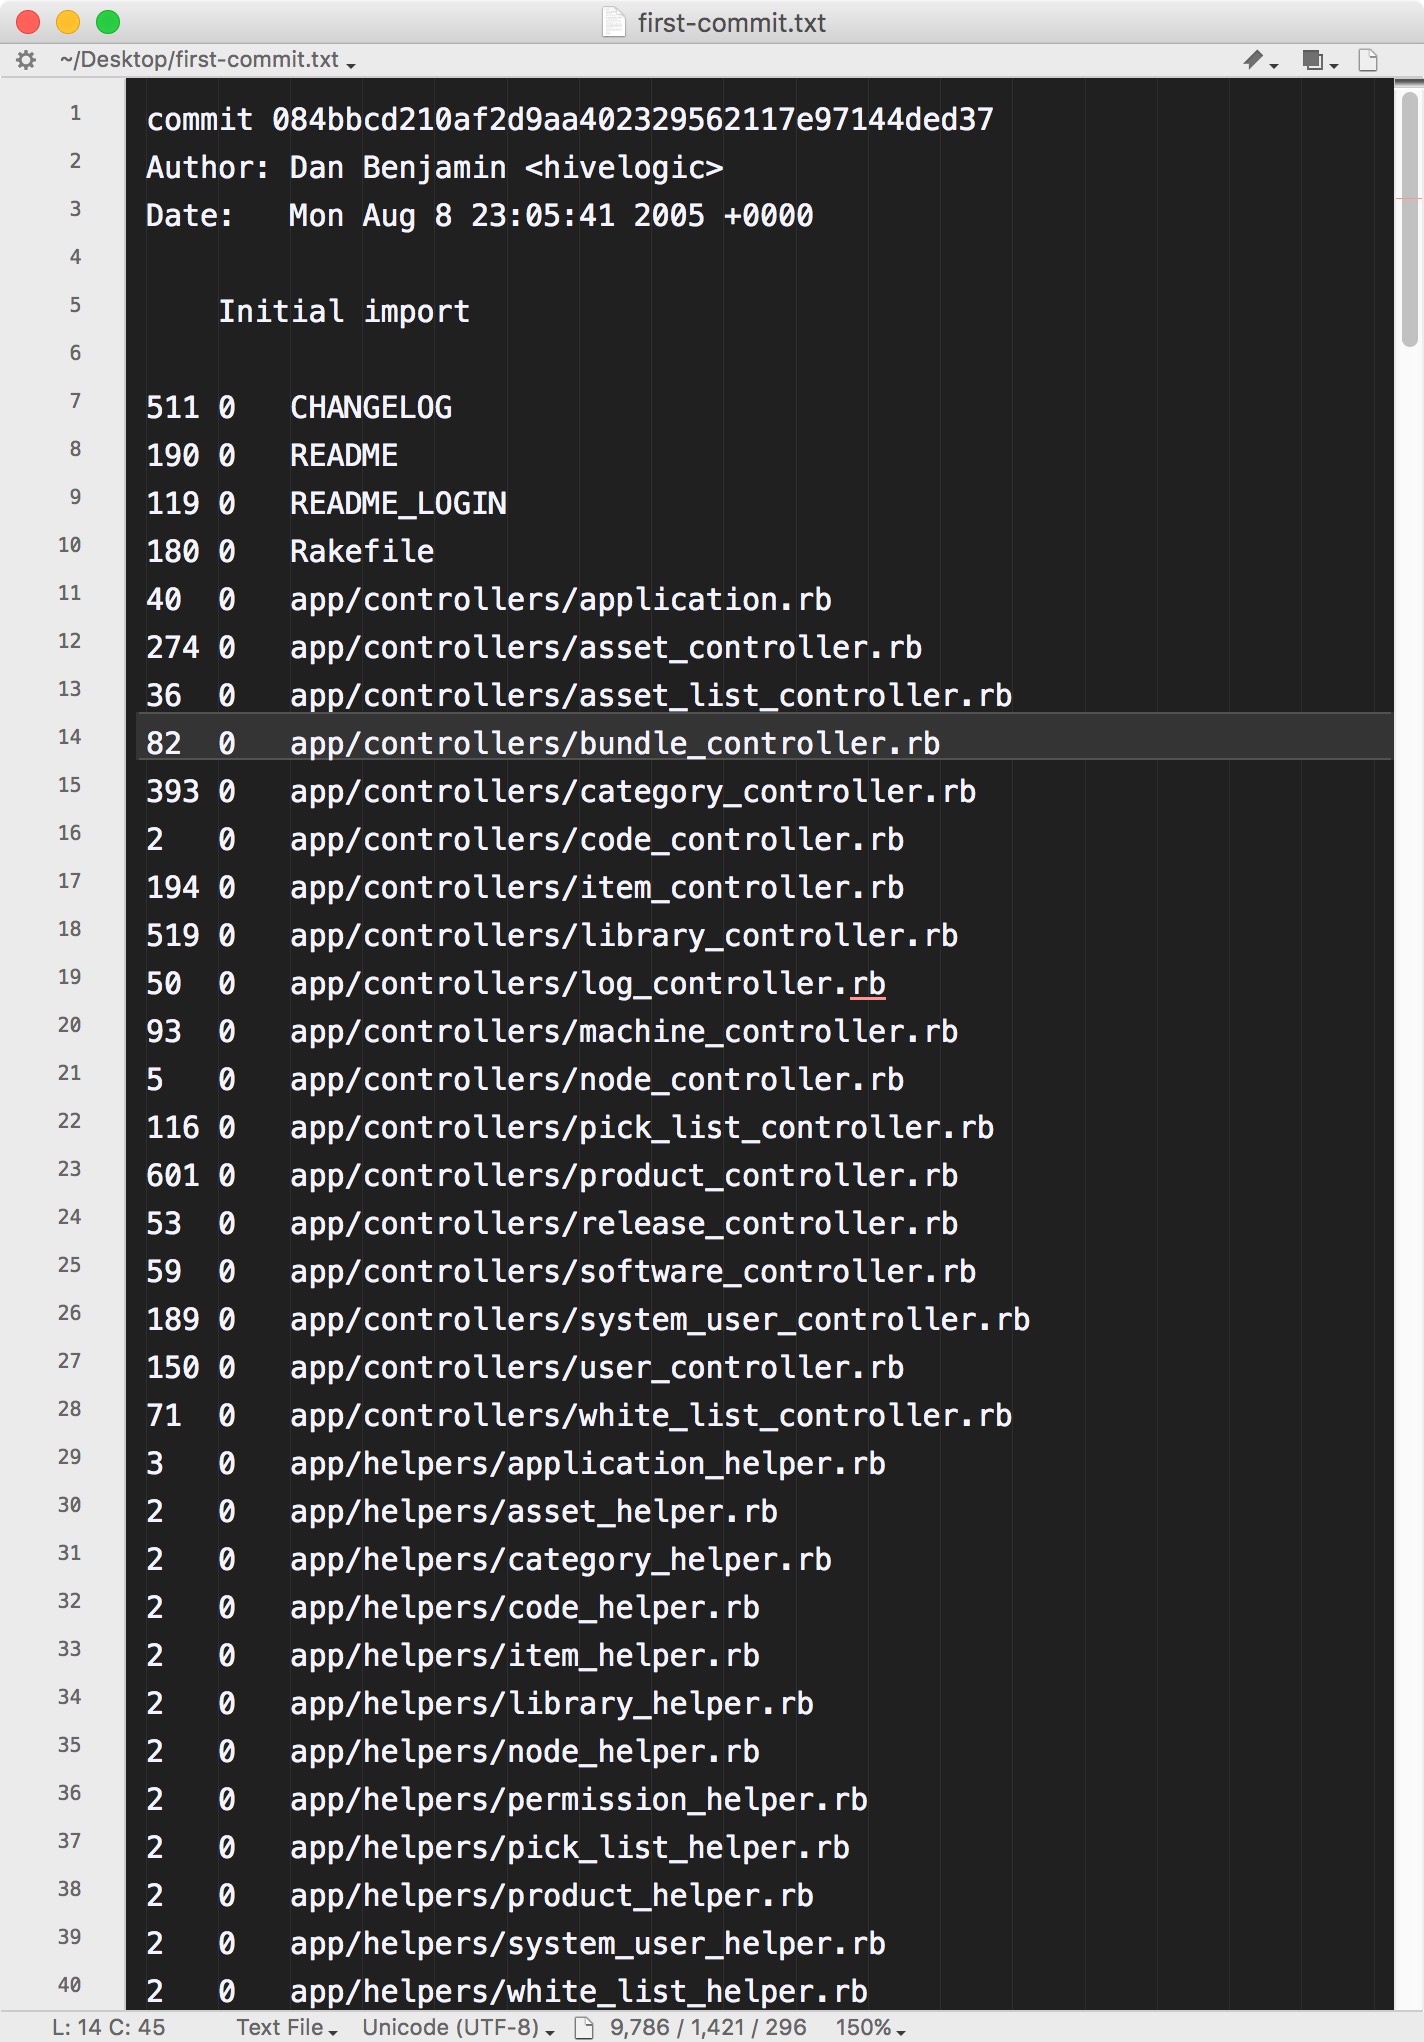 first-commit.txt
~/Desktop/first-commit.txt
1 commit 084bbcd210af2d9aa402329562117e97144ded37
2 Author: Dan Benjamin <hivelogic>
3 Date:   Mon Aug 8 23:05:41 2005 +0000
4
5     Initial import
6
7 511 0   CHANGELOG
8 190 0   README
9 119 0   README_LOGIN
10 180 0   Rakefile
11 40  0   app/controllers/application.rb
12 274 0   app/controllers/asset_controller.rb
13 36  0   app/controllers/asset_list_controller.rb
14 82  0   app/controllers/bundle_controller.rb
15 393 0   app/controllers/category_controller.rb
16 2   0   app/controllers/code_controller.rb
17 194 0   app/controllers/item_controller.rb
18 519 0   app/controllers/library_controller.rb
19 50  0   app/controllers/log_controller.rb
20 93  0   app/controllers/machine_controller.rb
21 5   0   app/controllers/node_controller.rb
22 116 0   app/controllers/pick_list_controller.rb
23 601 0   app/controllers/product_controller.rb
24 53  0   app/controllers/release_controller.rb
25 59  0   app/controllers/software_controller.rb
26 189 0   app/controllers/system_user_controller.rb
27 150 0   app/controllers/user_controller.rb
28 71  0   app/controllers/white_list_controller.rb
29 3   0   app/helpers/application_helper.rb
30 2   0   app/helpers/asset_helper.rb
31 2   0   app/helpers/category_helper.rb
32 2   0   app/helpers/code_helper.rb
33 2   0   app/helpers/item_helper.rb
34 2   0   app/helpers/library_helper.rb
35 2   0   app/helpers/node_helper.rb
36 2   0   app/helpers/permission_helper.rb
37 2   0   app/helpers/pick_list_helper.rb
38 2   0   app/helpers/product_helper.rb
39 2   0   app/helpers/system_user_helper.rb
40 2   0   app/helpers/white_list_helper.rb
L: 14 C: 45 Text File Unicode (UTF-8) 9,786 / 1,421 / 296 150%